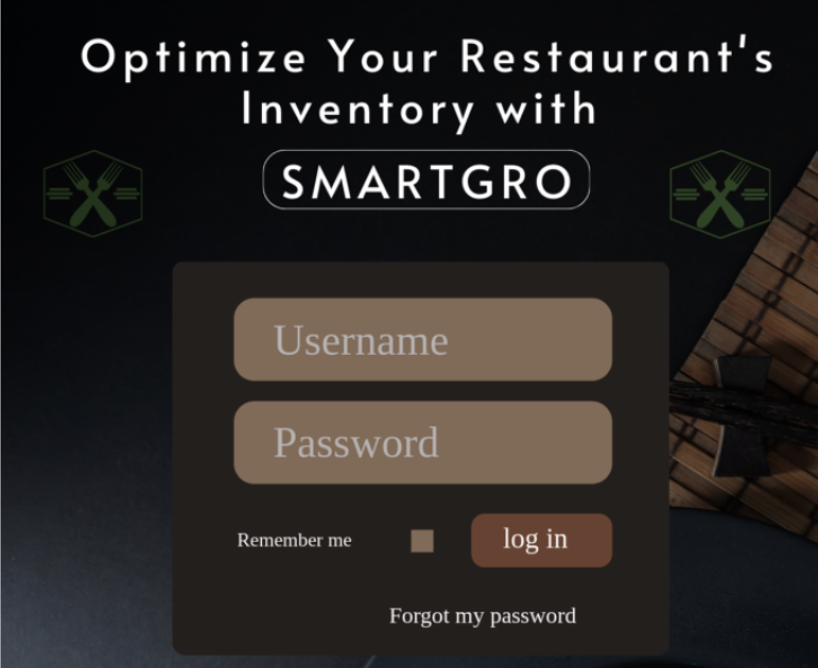 Optimize Your Restaurant's
Inventory with
SMARTGRO
Username
Password
Remember me
log in
Forgot my password